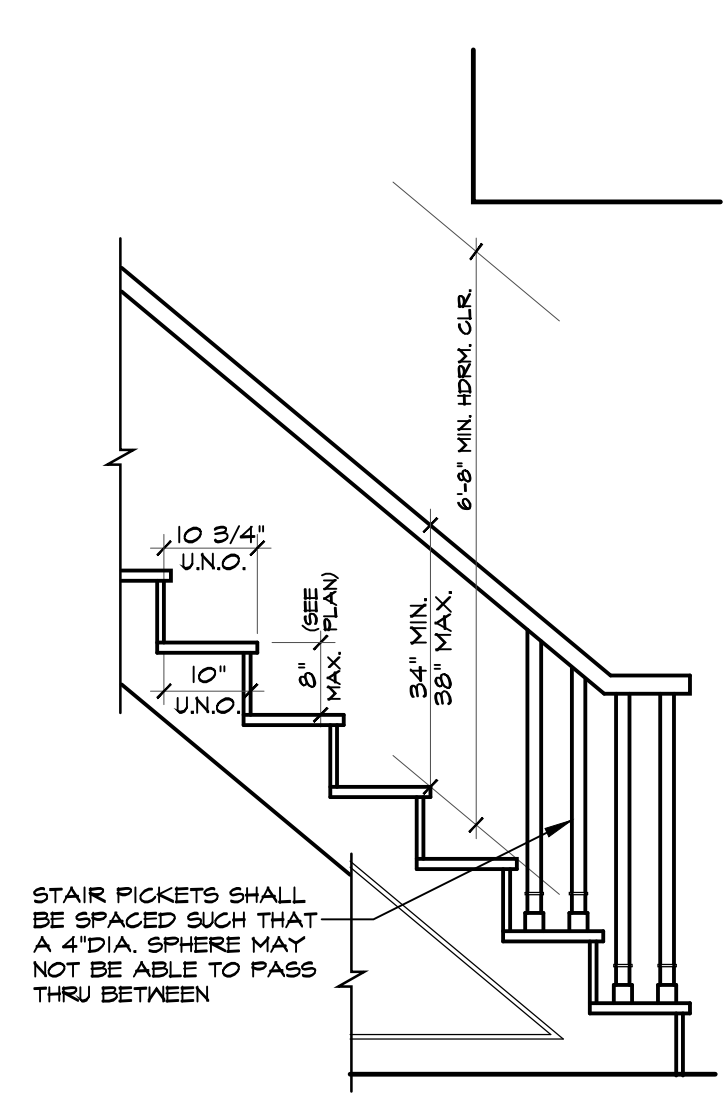 6'-8" MIN. HDRM. CLR.
10 3/4"
U.N.O.
(SEE
PLAN)
8"
MAX.
34" MIN.
38" MAX.
10"
U.N.O.
STAIR PICKETS SHALL
BE SPACED SUCH THAT
A 4"DIA. SPHERE MAY
NOT BE ABLE TO PASS
THRU BETWEEN